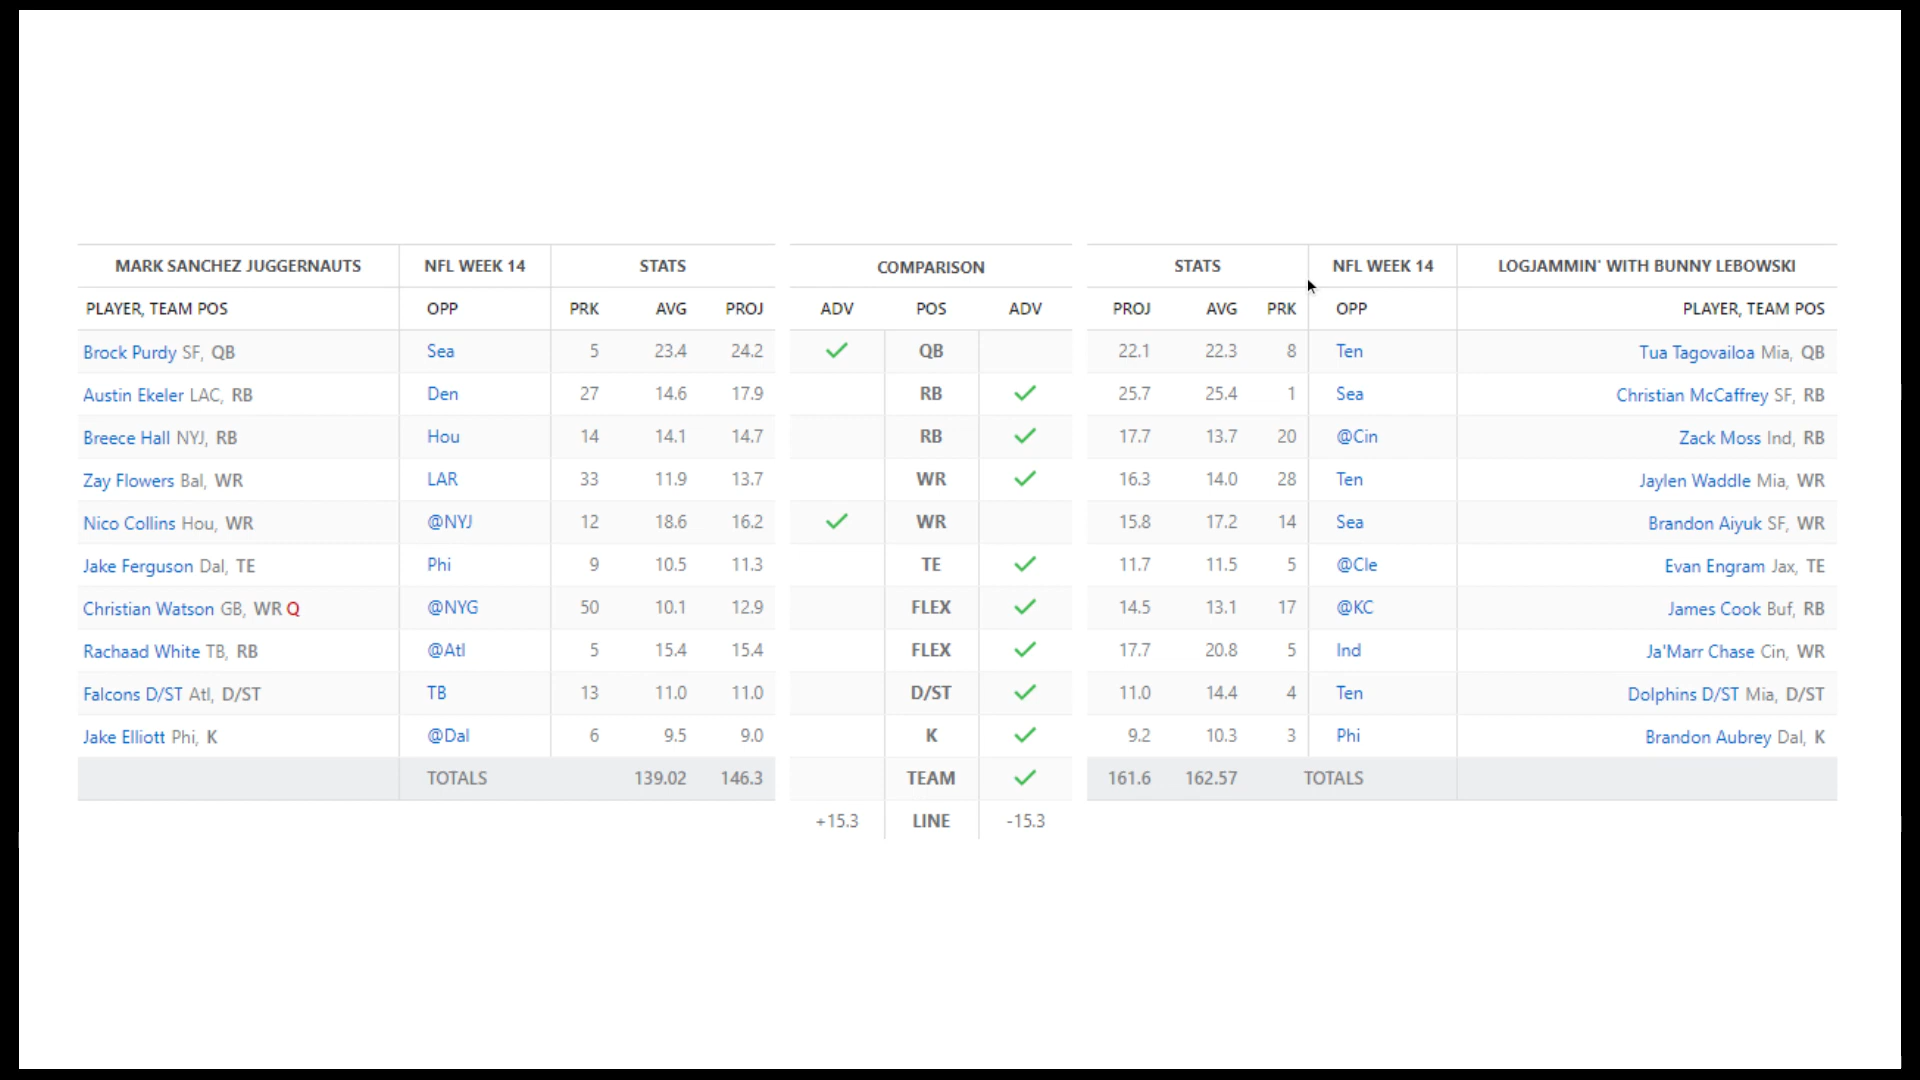 MARK SANCHEZ JUGGERNAUTS NFL WEEK 14 STATS COMPARISON STATS NFL WEEK 14 LOGJAMMIN' WITH BUNNY LEBOWSKI
PLAYER, TEAM POS OPP PRK AVG PROJ ADV POS ADV PROJ AVG PRK OPP PLAYER, TEAM POS
Brock Purdy SF, QB Sea 5 23.4 24.2 ✓ QB 22.1 22.3 8 Ten Tua Tagovailoa Mia, QB
Austin Ekeler LAC, RB Den 27 14.6 17.9 RB ✓ 25.7 25.4 1 Sea Christian McCaffrey SF, RB
Breece Hall NYJ, RB Hou 14 14.1 14.7 RB ✓ 17.7 13.7 20 @Cin Zack Moss Ind, RB
Zay Flowers Bal, WR LAR 33 11.9 13.7 WR ✓ 16.3 14.0 28 Ten Jaylen Waddle Mia, WR
Nico Collins Hou, WR @NYJ 12 18.6 16.2 ✓ WR 15.8 17.2 14 Sea Brandon Aiyuk SF, WR
Jake Ferguson Dal, TE Phi 9 10.5 11.3 TE ✓ 11.7 11.5 5 @Cle Evan Engram Jax, TE
Christian Watson GB, WR Q @NYG 50 10.1 12.9 FLEX ✓ 14.5 13.1 17 @KC James Cook Buf, RB
Rachaad White TB, RB @Atl 5 15.4 15.4 FLEX ✓ 17.7 20.8 5 Ind Ja'Marr Chase Cin, WR
Falcons D/ST Atl, D/ST TB 13 11.0 11.0 D/ST ✓ 11.0 14.4 4 Ten Dolphins D/ST Mia, D/ST
Jake Elliott Phi, K @Dal 6 9.5 9.0 K ✓ 9.2 10.3 3 Phi Brandon Aubrey Dal, K
TOTALS 139.02 146.3 TEAM ✓ 161.6 162.57 TOTALS
+15.3 LINE -15.3